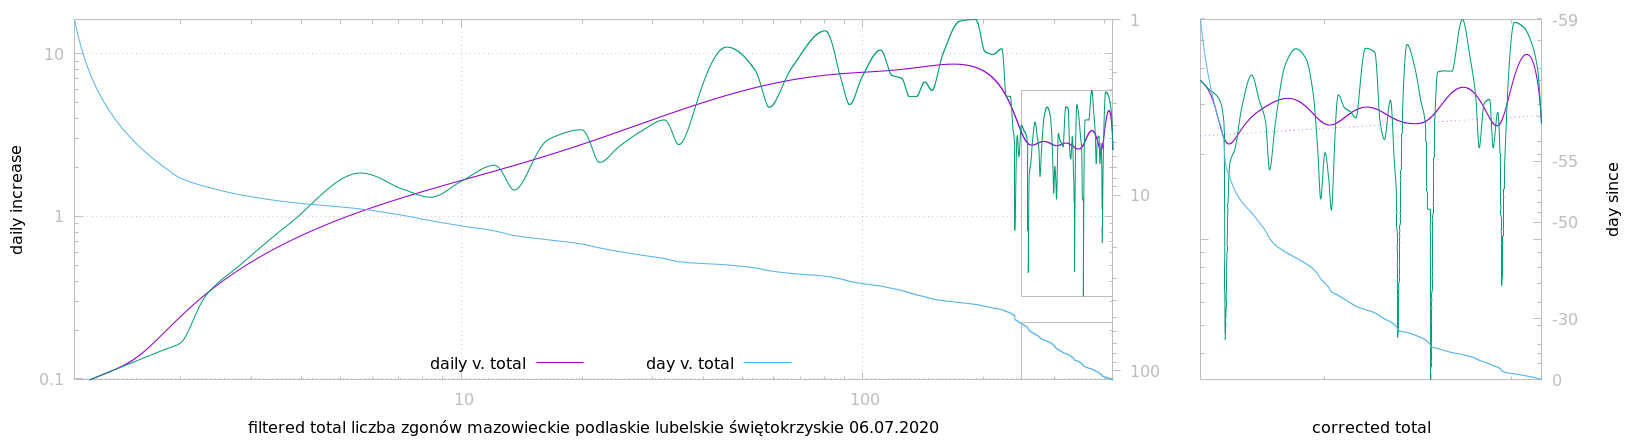 daily increase
10
1
0.1
daily v. total
day v. total
10
100
1
10
100
filtered total liczba zgonów mazowieckie podlaskie lubelskie świętokrzyskie 06.07.2020
-59
-55
-50
-30
0
day since
corrected total